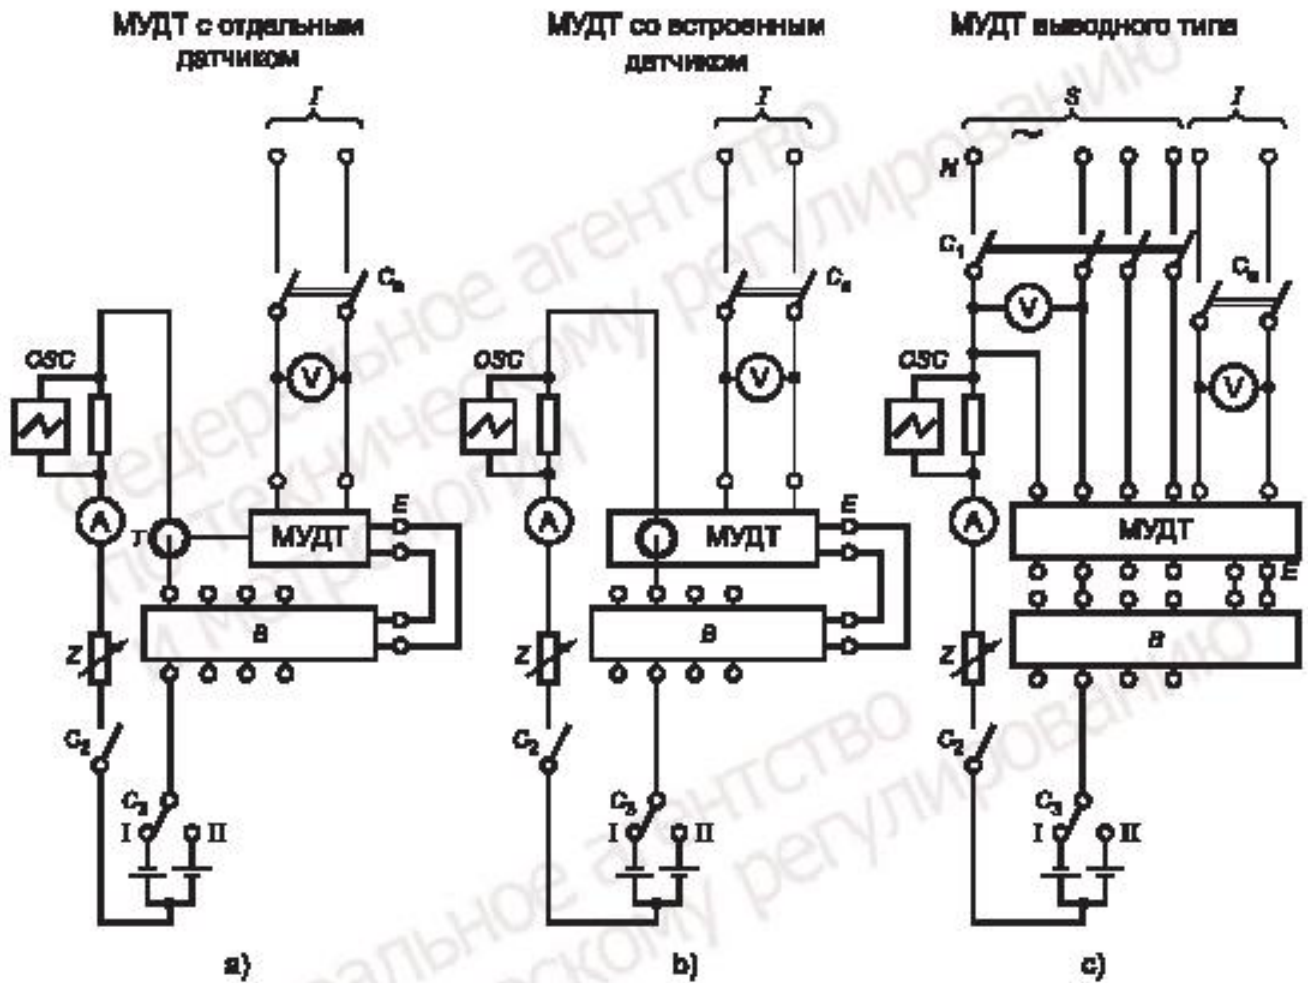 МУДТ с отдельным
датчиком
МУДТ со встроенным
датчиком
МУДТ выводного типа
I
I
S
I
~
N
C₁
Cₐ
Cₐ
Cₐ
V
V
V
V
OSC
OSC
OSC
A
A
A
T
МУДТ
E
МУДТ
E
МУДТ
E
B
B
B
Z
Z
Z
C₂
C₂
C₂
C₃
C₃
C₃
I
II
I
II
I
II
a)
b)
c)
федеральное агентство
по техническому регулированию
и метрологии
федеральное агентство
техническому регулированию